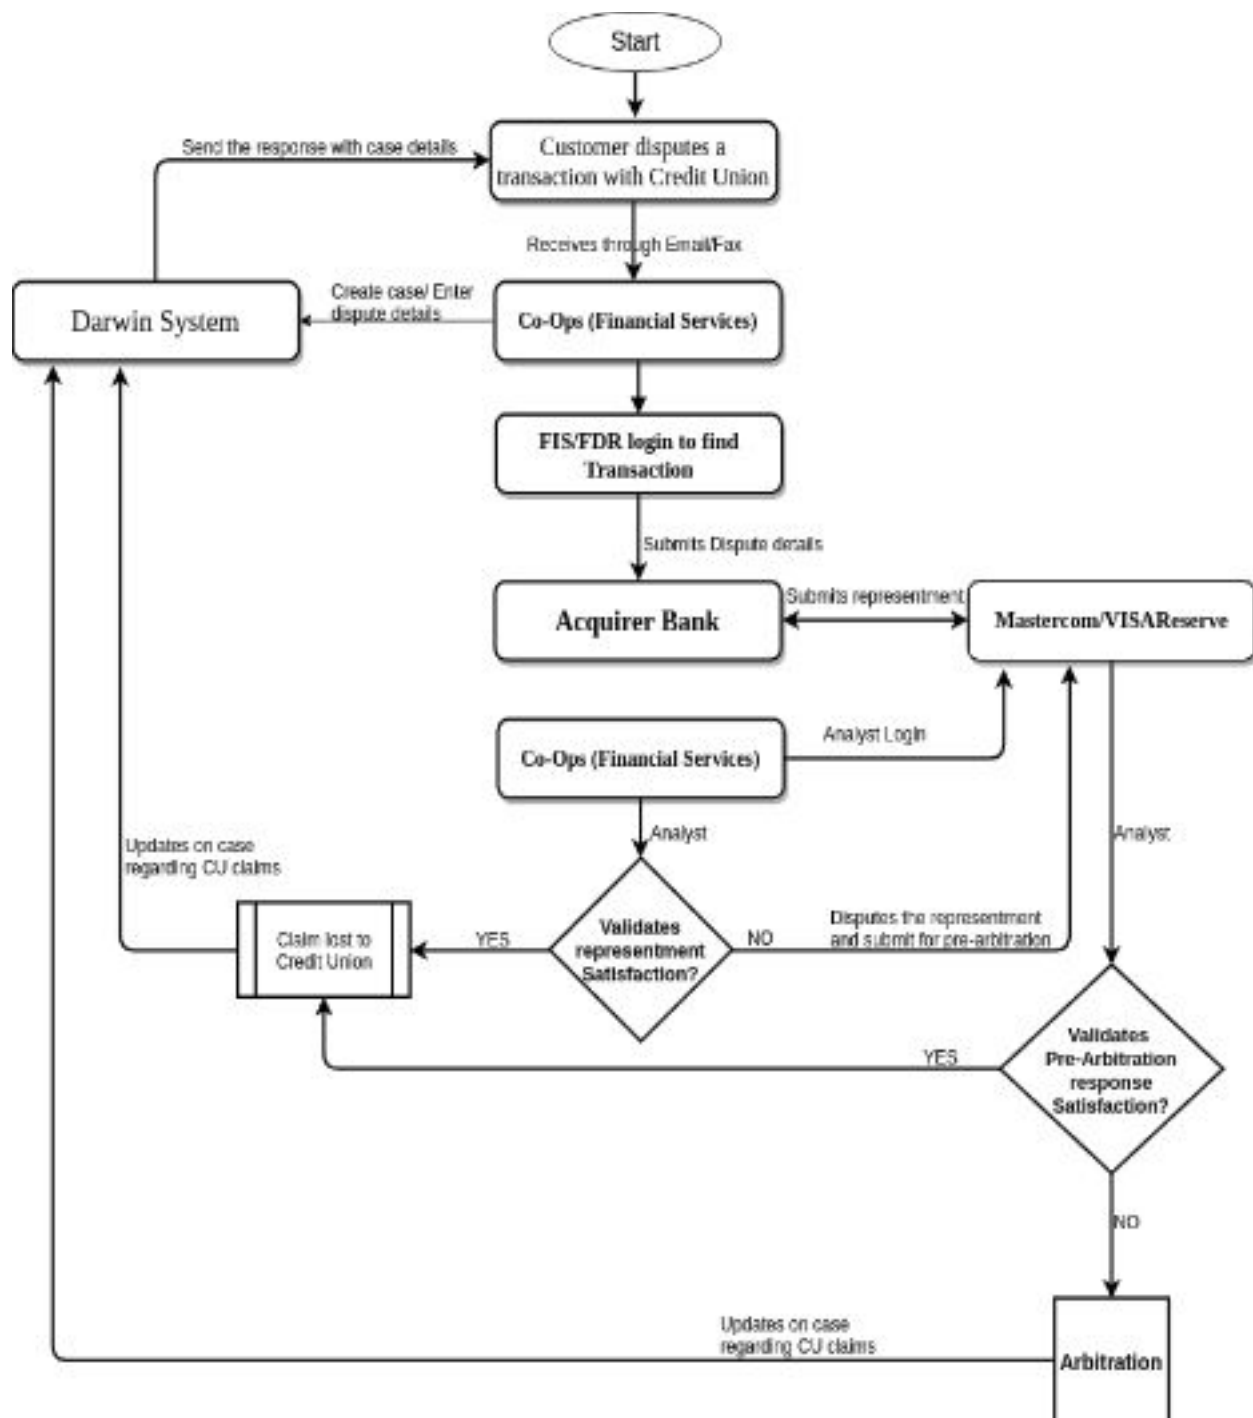 Start
Send the response with case details
Customer disputes a
transaction with Credit Union
Receives through Email/Fax
Darwin System
Create case/ Enter
dispute details
Co-Ops (Financial Services)
FIS/FDR login to find
Transaction
Submits Dispute details
Acquirer Bank
Submits representment
Mastercom/VISAReserve
Co-Ops (Financial Services)
Analyst Login
Analyst
Analyst
Updates on case
regarding CU claims
Claim lost to
Credit Union
YES
Validates
representment
Satisfaction?
NO
Disputes the representment
and submit for pre-arbitration
YES
Validates
Pre-Arbitration
response
Satisfaction?
NO
Updates on case
regarding CU claims
Arbitration